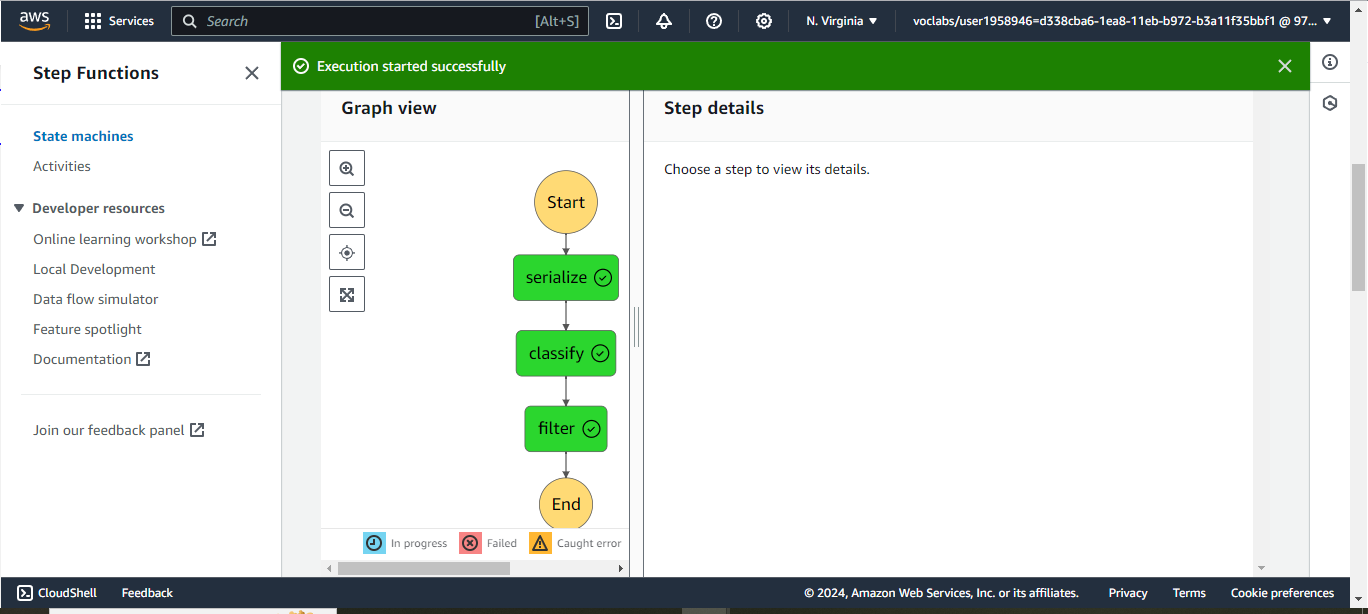 aws
Services
Search
[Alt+S]
N. Virginia
voclabs/user1958946=d338cba6-1ea8-11eb-b972-b3a11f35bbf1 @ 97...
Step Functions
Execution started successfully
State machines
Activities
Developer resources
Online learning workshop
Local Development
Data flow simulator
Feature spotlight
Documentation
Join our feedback panel
Graph view
Start
serialize
classify
filter
End
In progress
Failed
Caught error
Step details
Choose a step to view its details.
CloudShell
Feedback
© 2024, Amazon Web Services, Inc. or its affiliates.
Privacy
Terms
Cookie preferences